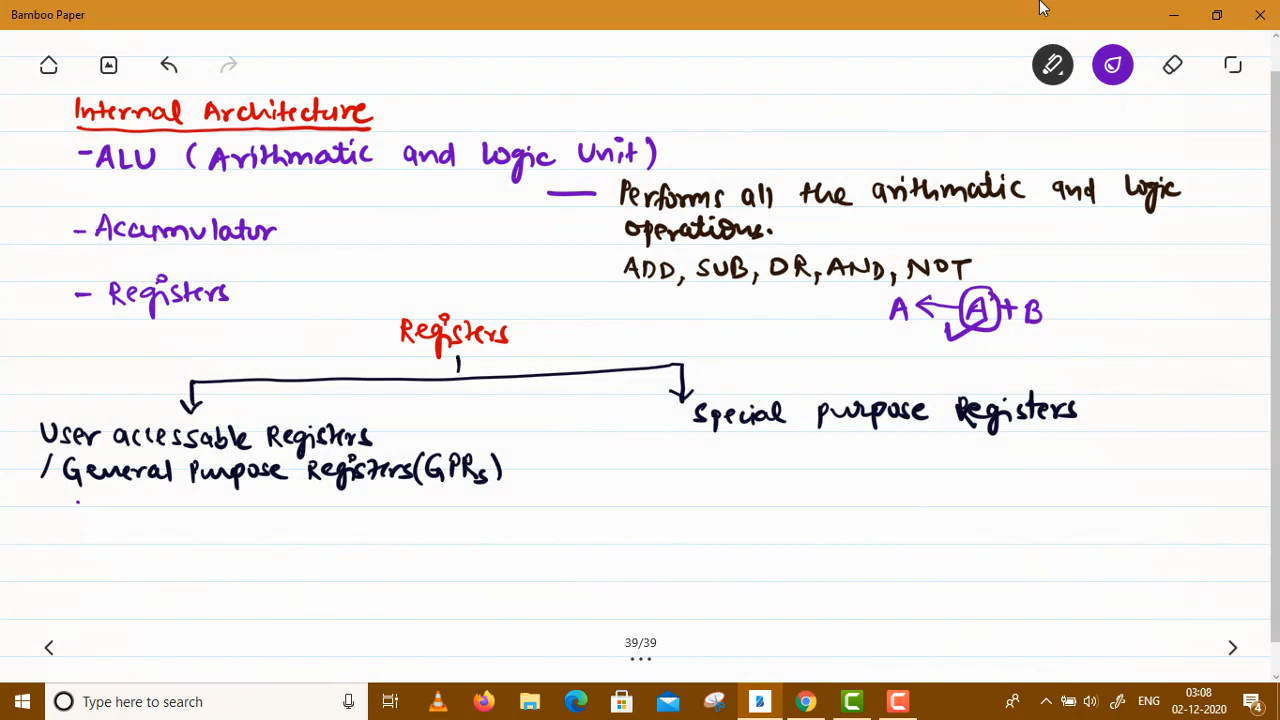 Bamboo Paper
Internal Architecture
-ALU (Arithmatic and Logic Unit)
— Performs all the arithmatic and logic
operations.
- Accumulator
ADD, SUB, OR, AND, NOT
- Registers
A ← A + B
Registers
User accessable Registers
/ General Purpose Registers(GPRs)
Special purpose Registers
39/39
Type here to search
ENG
03:08
02-12-2020
4